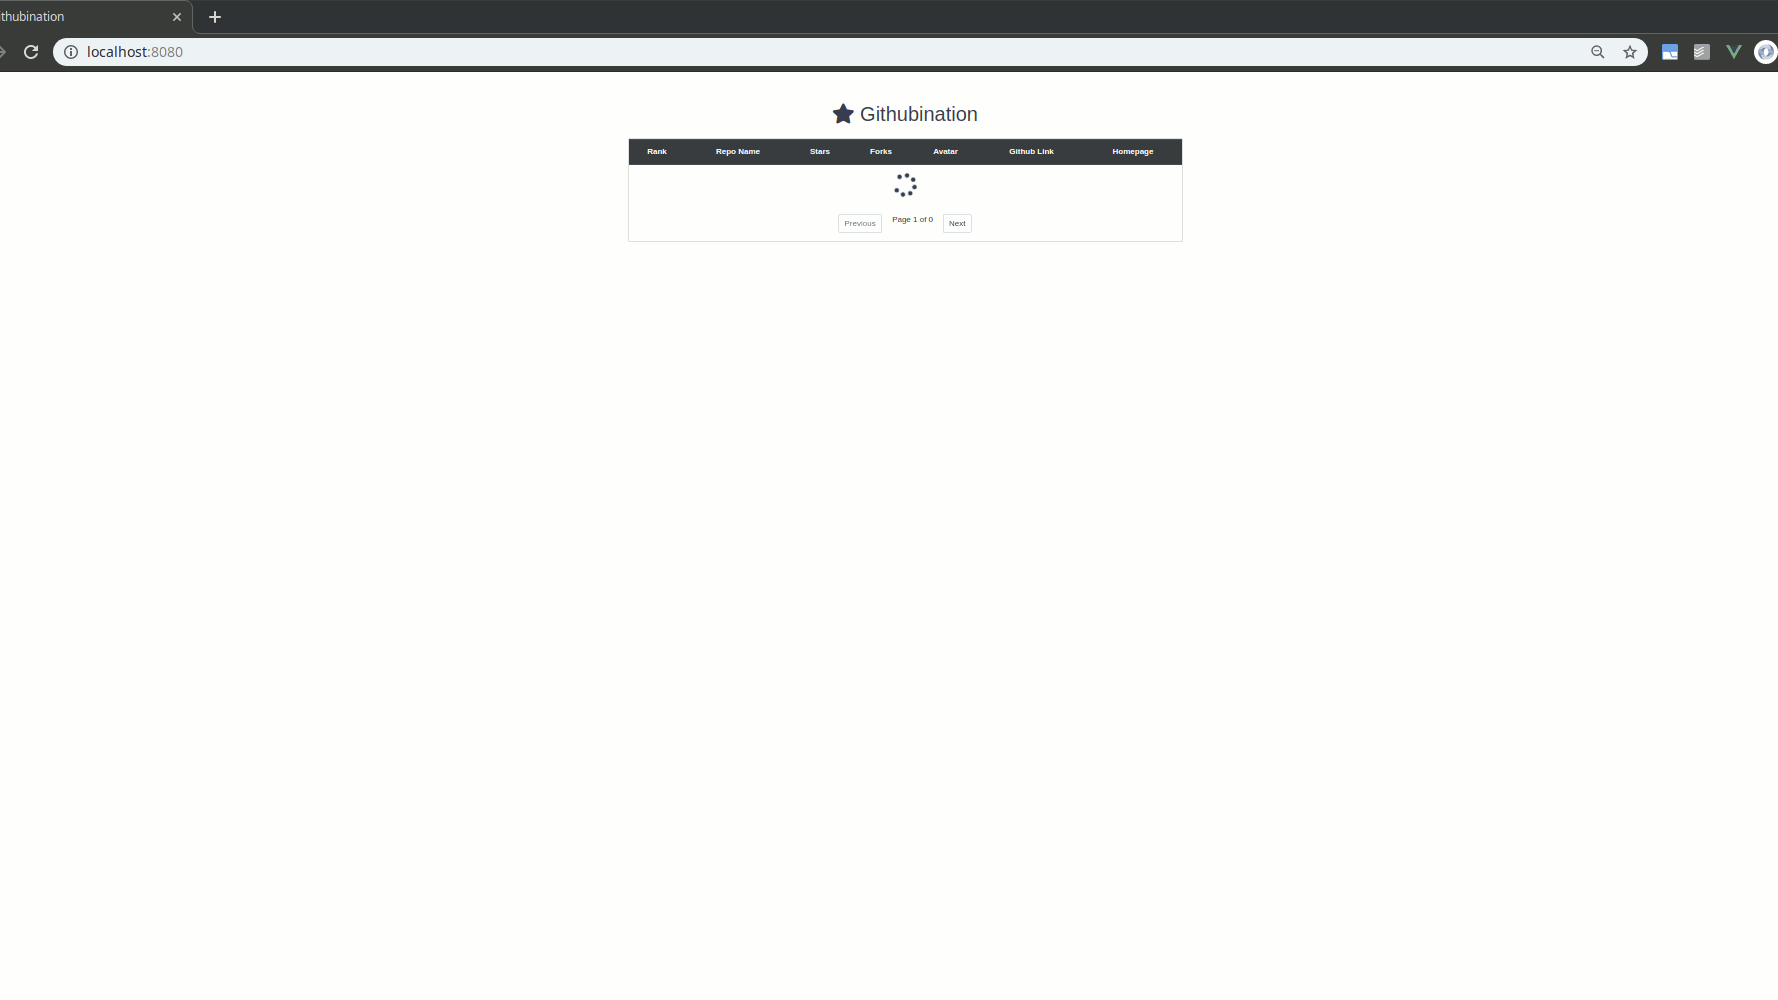 thubination
localhost:8080
Githubination
Rank Repo Name Stars Forks Avatar Github Link Homepage
Previous Page 1 of 0 Next